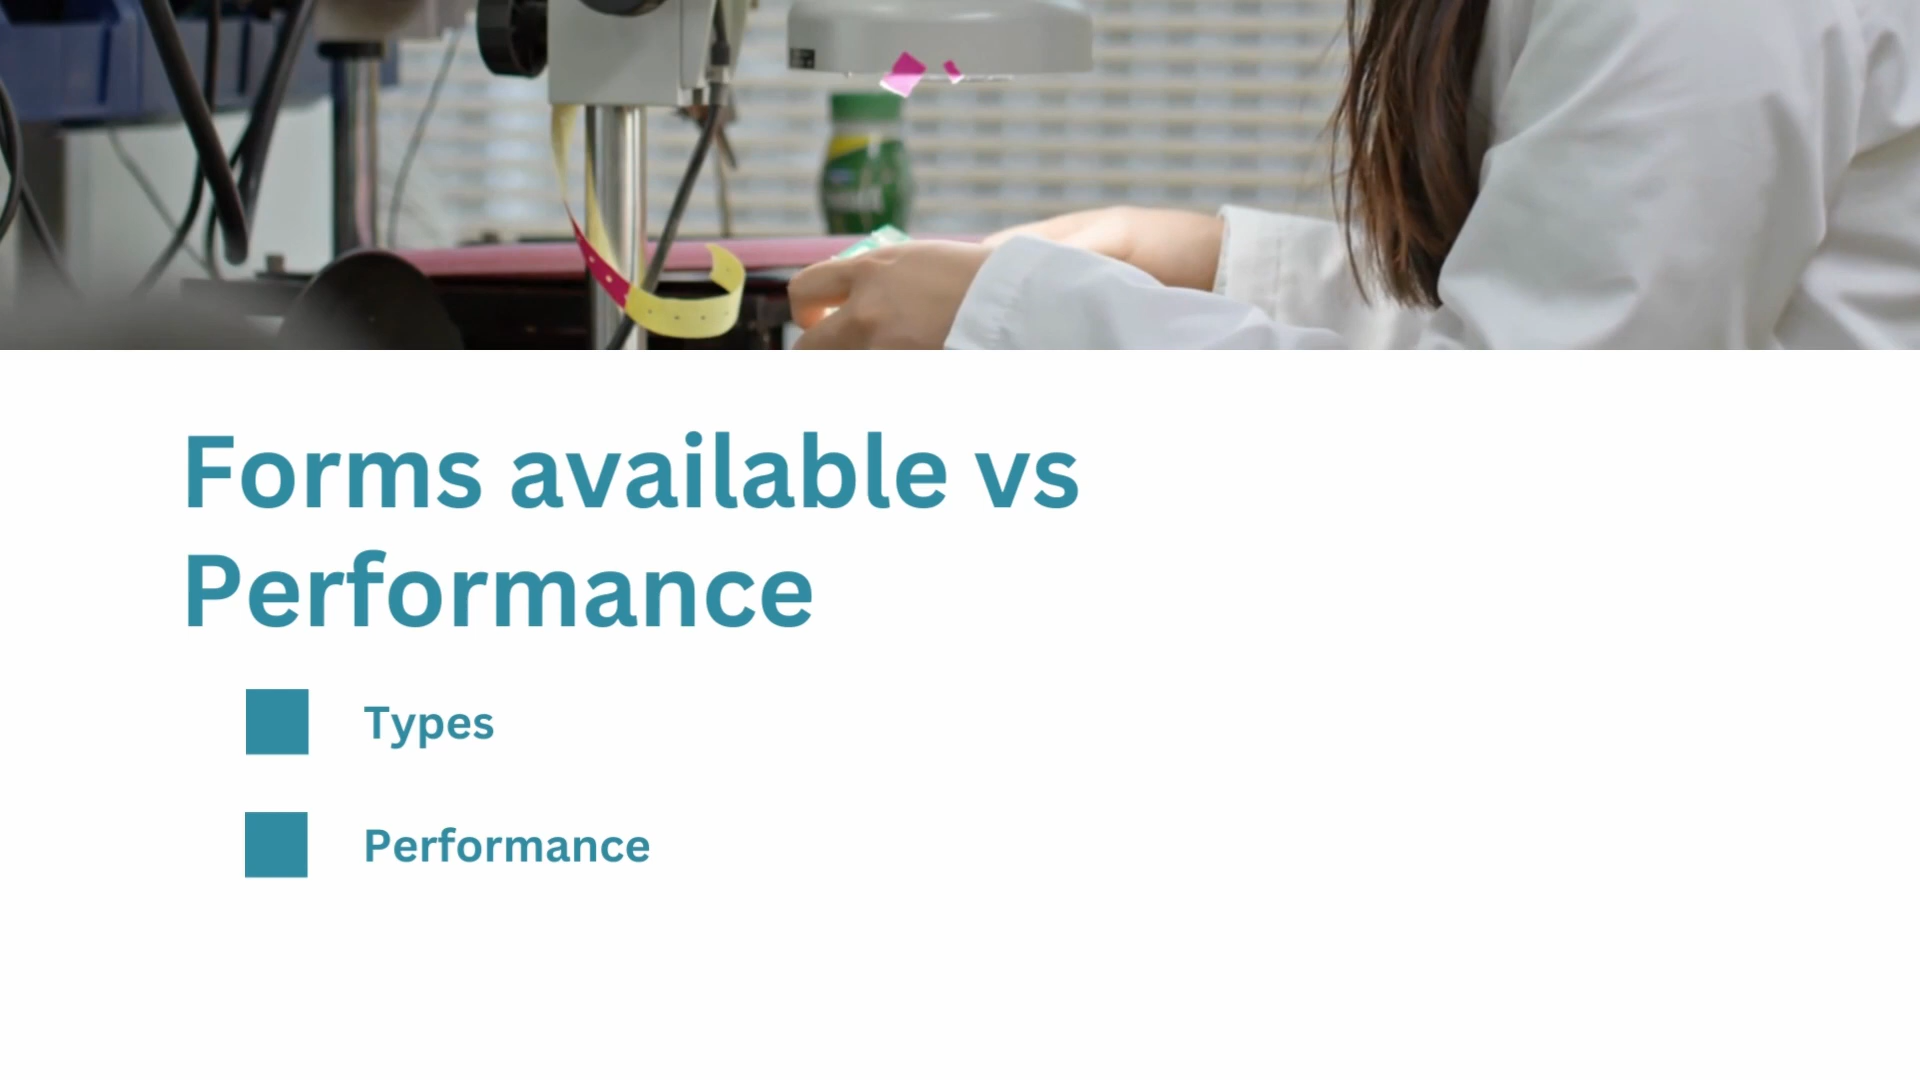 Forms available vs
Performance
Types
Performance